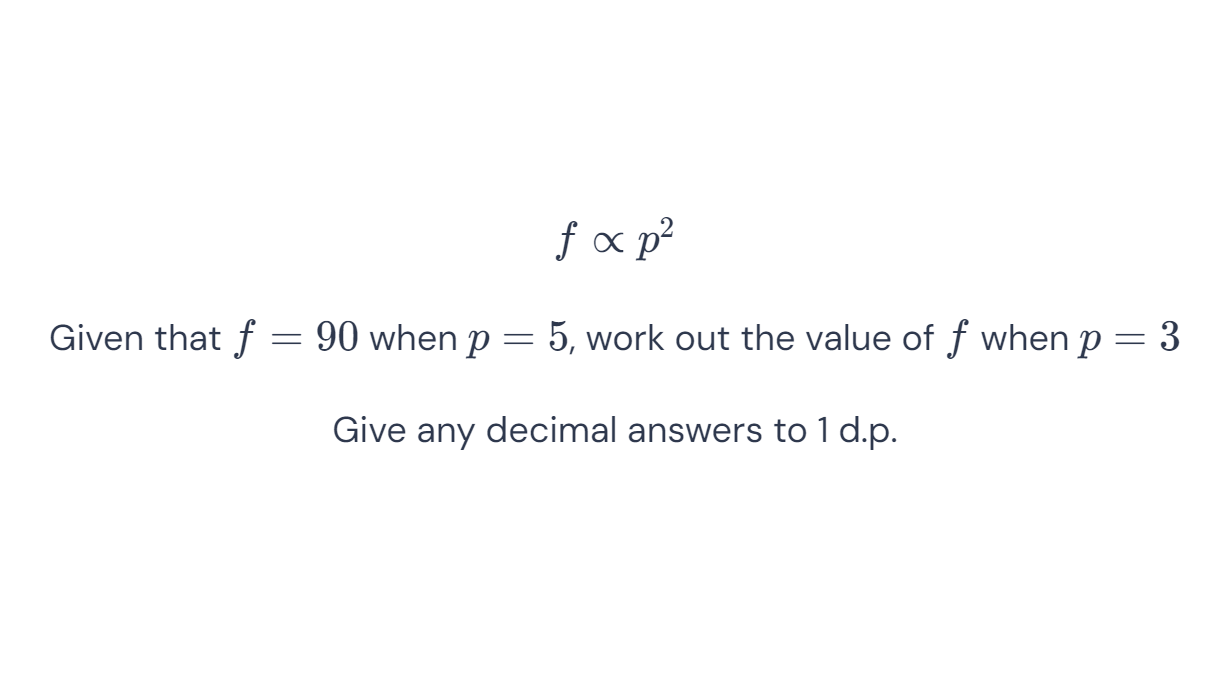 f ∝ p²
Given that f = 90 when p = 5, work out the value of f when p = 3
Give any decimal answers to 1 d.p.